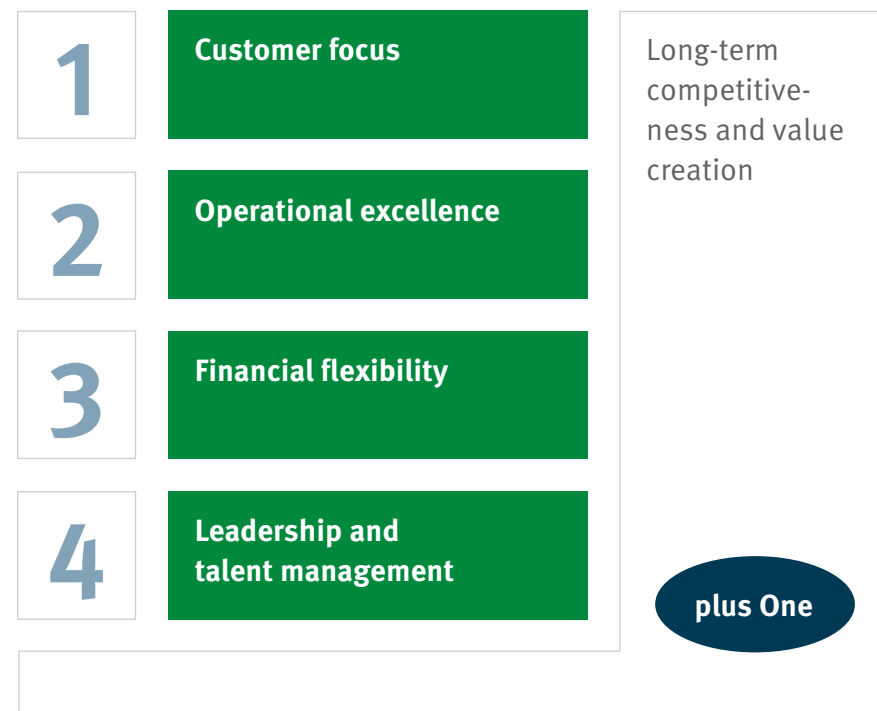 1
Customer focus
2
Operational excellence
3
Financial flexibility
4
Leadership and
talent management
Long-term
competitive-
ness and value
creation
plus One